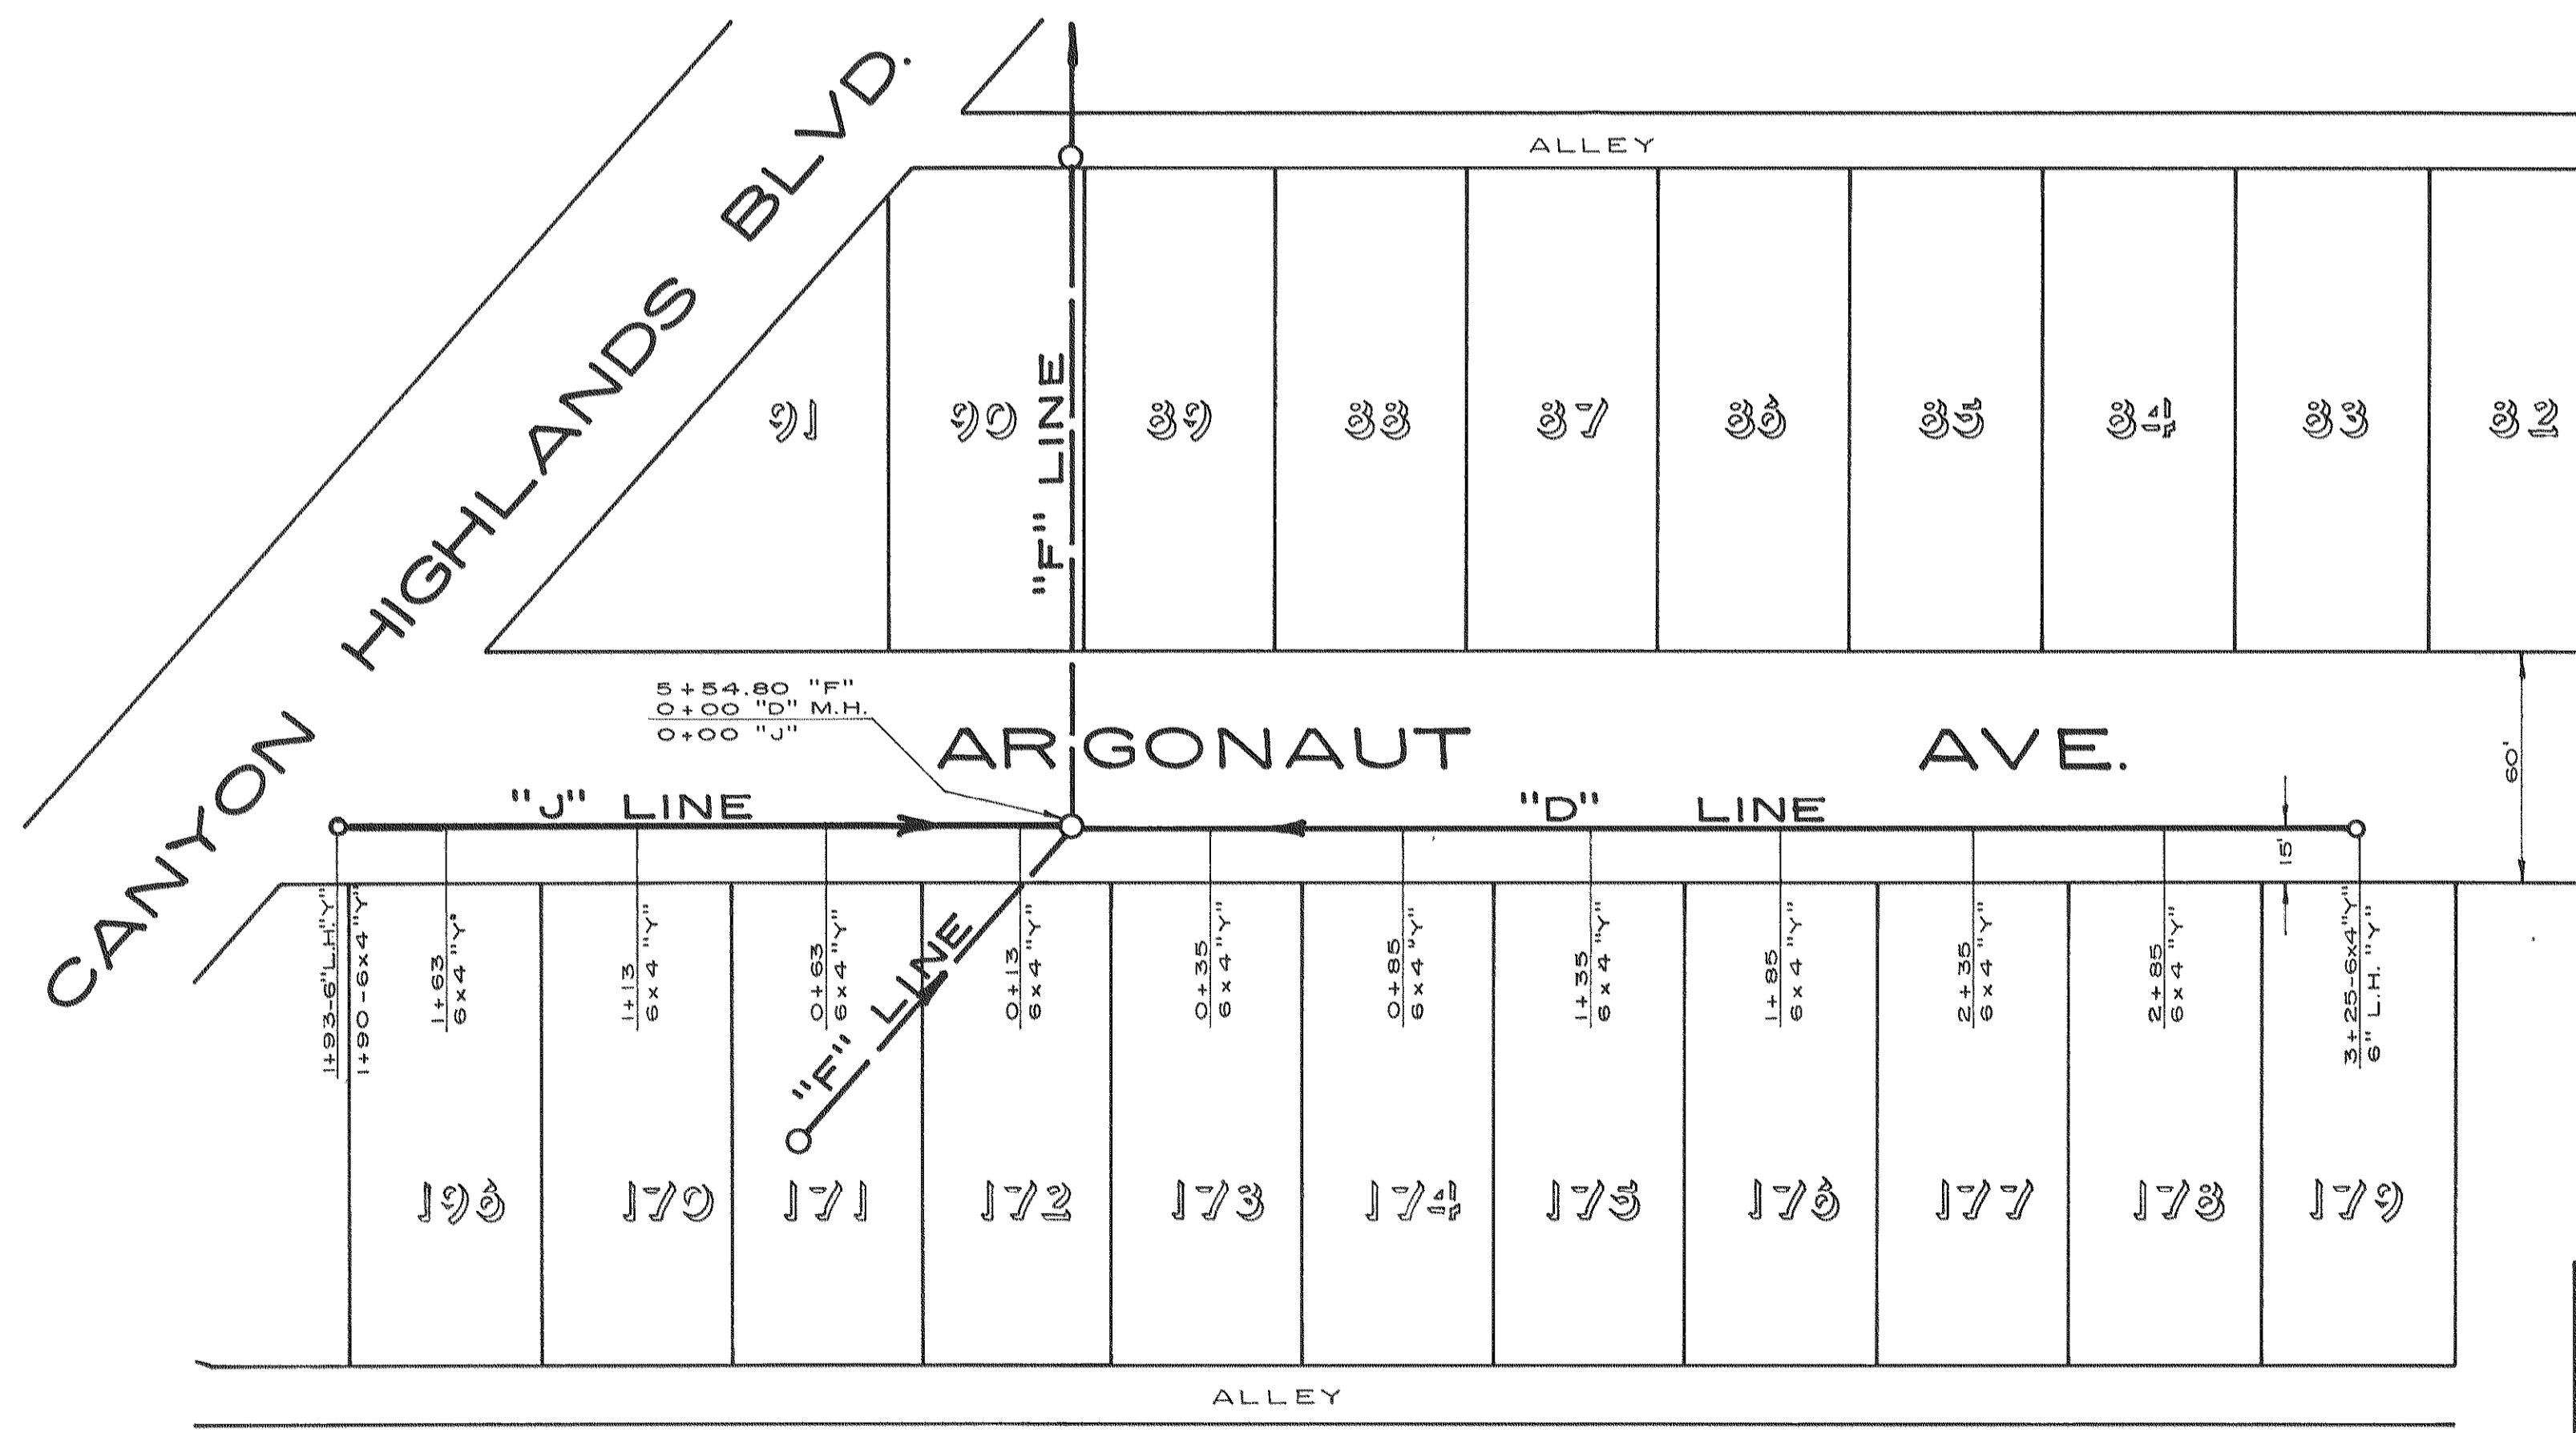 CANYON HIGHLANDS BLVD.
ALLEY
91
90
89
88
87
86
85
84
83
82
"F" LINE
5+54.80 "F"
0+00 "D" M.H.
0+00 "J"
ARGONAUT AVE.
60'
"J" LINE
"D" LINE
15'
1+93-6"L.H."Y"
1+90-6x4"Y"
1+63
6x4 "Y"
1+13
6x4 "Y"
0+63
6x4 "Y"
0+13
6x4 "Y"
0+35
6x4 "Y"
0+85
6x4 "Y"
1+35
6x4 "Y"
1+85
6x4 "Y"
2+35
6x4 "Y"
2+85
6x4 "Y"
3+25-6x4"Y"
6" L.H. "Y"
"F" LINE
196
170
171
172
173
174
175
176
177
178
179
ALLEY